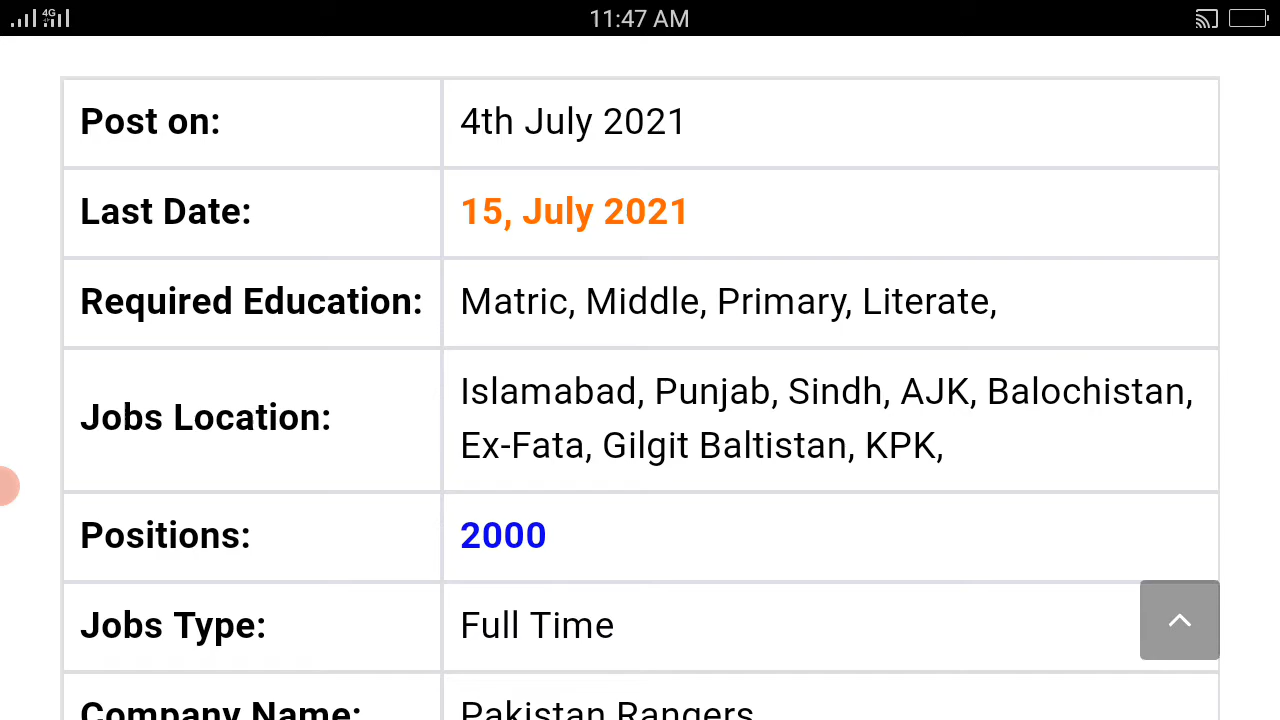 4G 11:47 AM
Post on: 4th July 2021
Last Date: 15, July 2021
Required Education: Matric, Middle, Primary, Literate,
Jobs Location: Islamabad, Punjab, Sindh, AJK, Balochistan,
Ex-Fata, Gilgit Baltistan, KPK,
Positions: 2000
Jobs Type: Full Time
Company Name: Pakistan Rangers